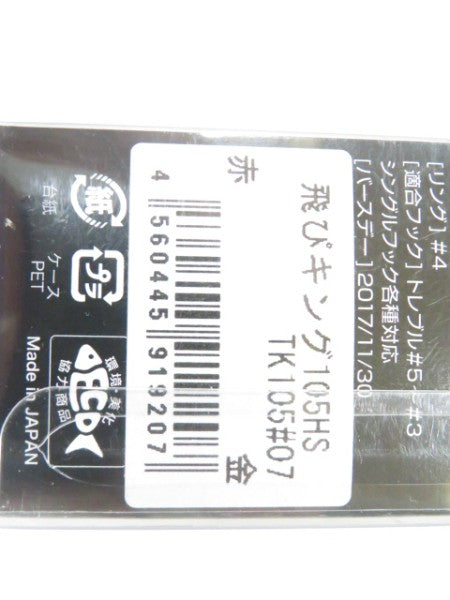 [リング] #4
[適合フック] トレブル#5~#3
シングルフック各種対応
[バースデー] 2017/11/30
飛びキング105HS
TK105#07
赤金
4 560445 919207
紙
台紙
プラ
ケース
PET
環境・美化
ECO
協力商品
Made in JAPAN